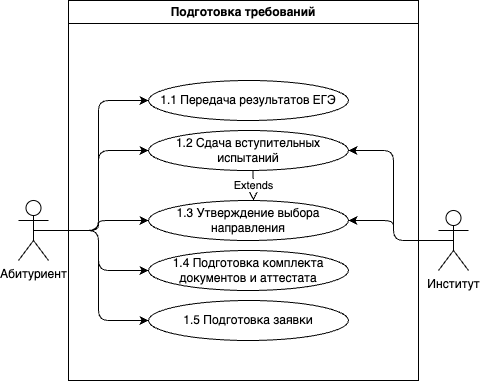 Подготовка требований
1.1 Передача результатов ЕГЭ
1.2 Сдача вступительных
испытаний
Extends
1.3 Утверждение выбора
направления
1.4 Подготовка комплекта
документов и аттестата
1.5 Подготовка заявки
Абитуриент
Институт